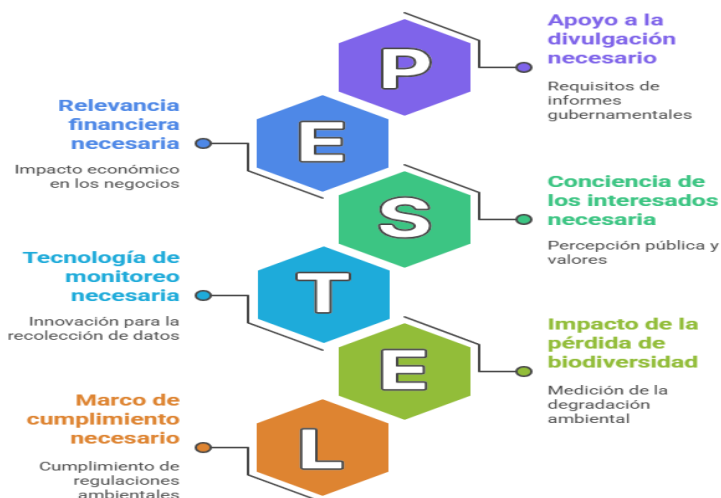 P
Apoyo a la
divulgación
necesario
Requisitos de
informes
gubernamentales
E
Relevancia
financiera
necesaria
Impacto económico
en los negocios
S
Conciencia de
los interesados
necesaria
Percepción pública y
valores
T
Tecnología de
monitoreo
necesaria
Innovación para la
recolección de datos
E
Impacto de la
pérdida de
biodiversidad
Medición de la
degradación
ambiental
L
Marco de
cumplimiento
necesario
Cumplimiento de
regulaciones
ambientales